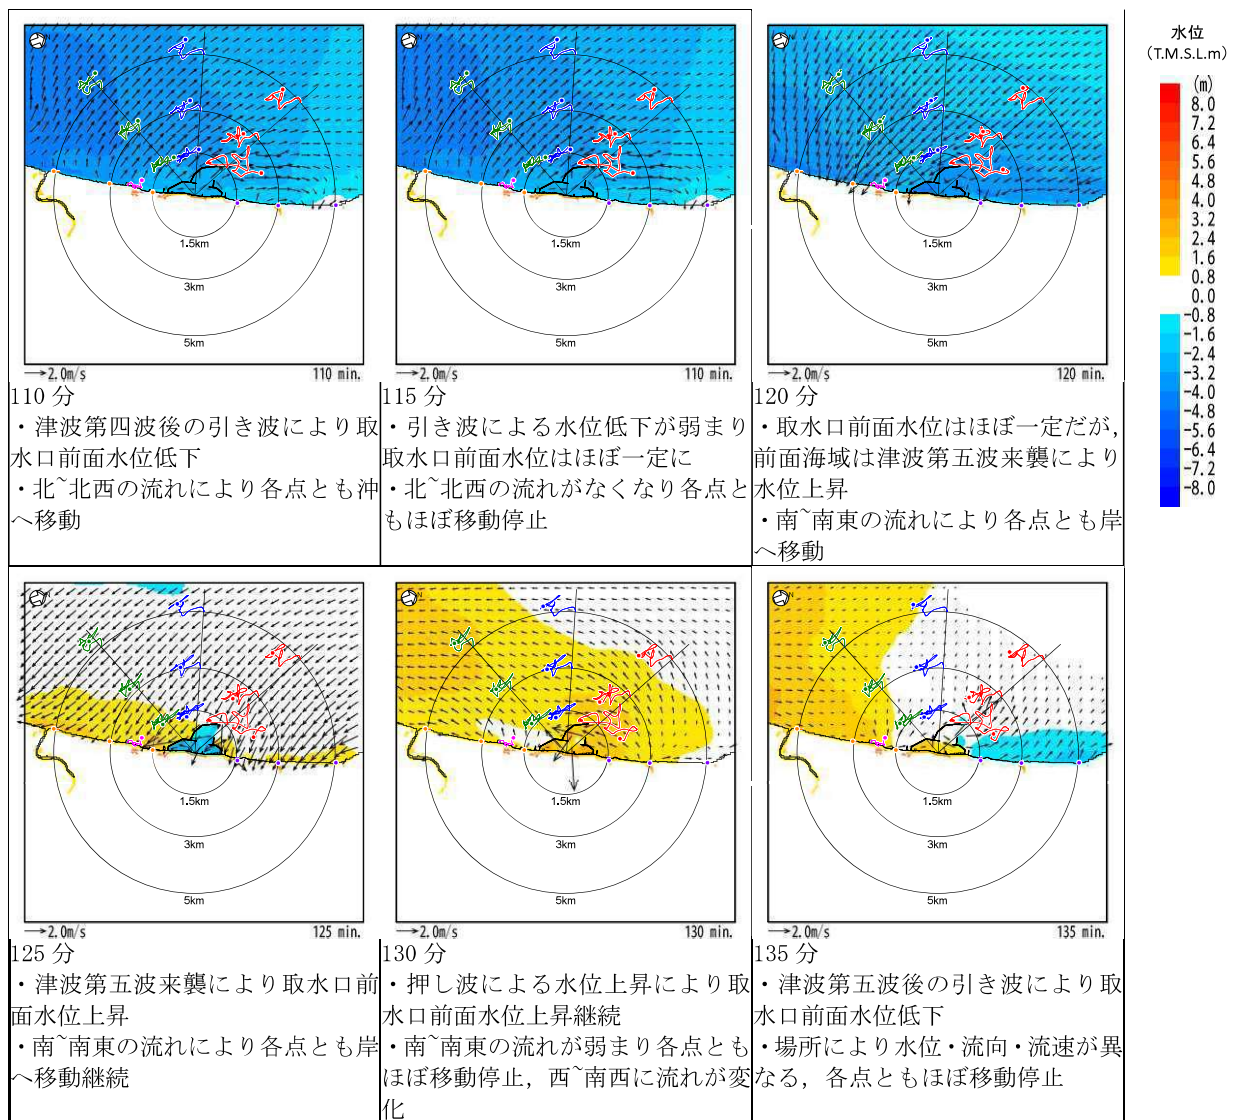 水位
(T.M.S.L.m)
(m)
8.0
7.2
6.4
5.6
4.8
4.0
3.2
2.4
1.6
0.8
0.0
-0.8
-1.6
-2.4
-3.2
-4.0
-4.8
-5.6
-6.4
-7.2
-8.0
N
1.5km
3km
5km
→2.0m/s 110 min.
110 分
・津波第四波後の引き波により取
水口前面水位低下
・北~北西の流れにより各点とも沖
へ移動
N
1.5km
3km
5km
→2.0m/s 110 min.
115 分
・引き波による水位低下が弱まり
取水口前面水位はほぼ一定に
・北~北西の流れがなくなり各点と
もほぼ移動停止
N
1.5km
3km
5km
→2.0m/s 120 min.
120 分
・取水口前面水位はほぼ一定だが，
前面海域は津波第五波来襲により
水位上昇
・南~南東の流れにより各点とも岸
へ移動
N
1.5km
3km
5km
→2.0m/s 125 min.
125 分
・津波第五波来襲により取水口前
面水位上昇
・南~南東の流れにより各点とも岸
へ移動継続
N
1.5km
3km
5km
→2.0m/s 130 min.
130 分
・押し波による水位上昇により取
水口前面水位上昇継続
・南~南東の流れが弱まり各点とも
ほぼ移動停止，西~南西に流れが変
化
N
1.5km
3km
5km
→2.0m/s 135 min.
135 分
・津波第五波後の引き波により取
水口前面水位低下
・場所により水位・流向・流速が異
なる，各点ともほぼ移動停止